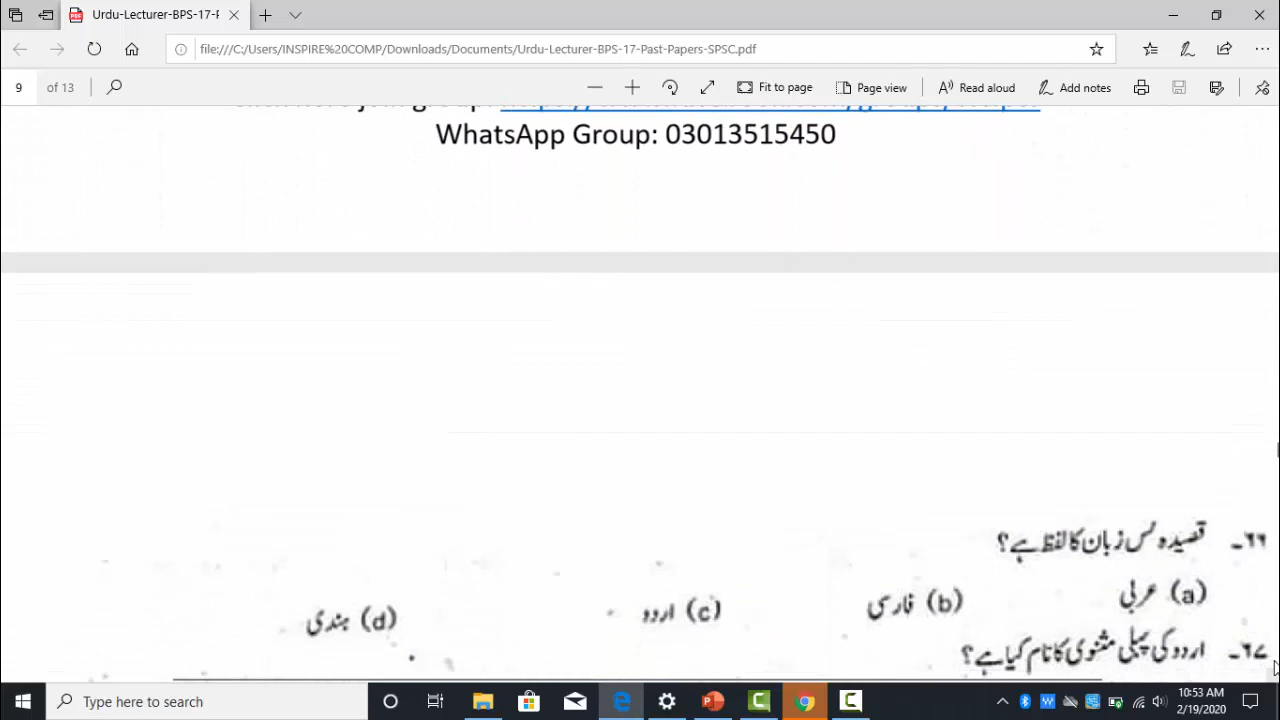 Urdu-Lecturer-BPS-17-P
file:///C:/Users/INSPIRE%20COMP/Downloads/Documents/Urdu-Lecturer-BPS-17-Past-Papers-SPSC.pdf
9 of 13
Fit to page
Page view
Read aloud
Add notes
WhatsApp Group: 03013515450
۶۶۔ قصیدہ کس زبان کا لفظ ہے؟
(a) عربی (b) فارسی (c) اردو (d) ہندی
۶۷۔ اردو کی پہلی مثنوی کا نام کیا ہے؟
Type here to search
10:53 AM
2/19/2020